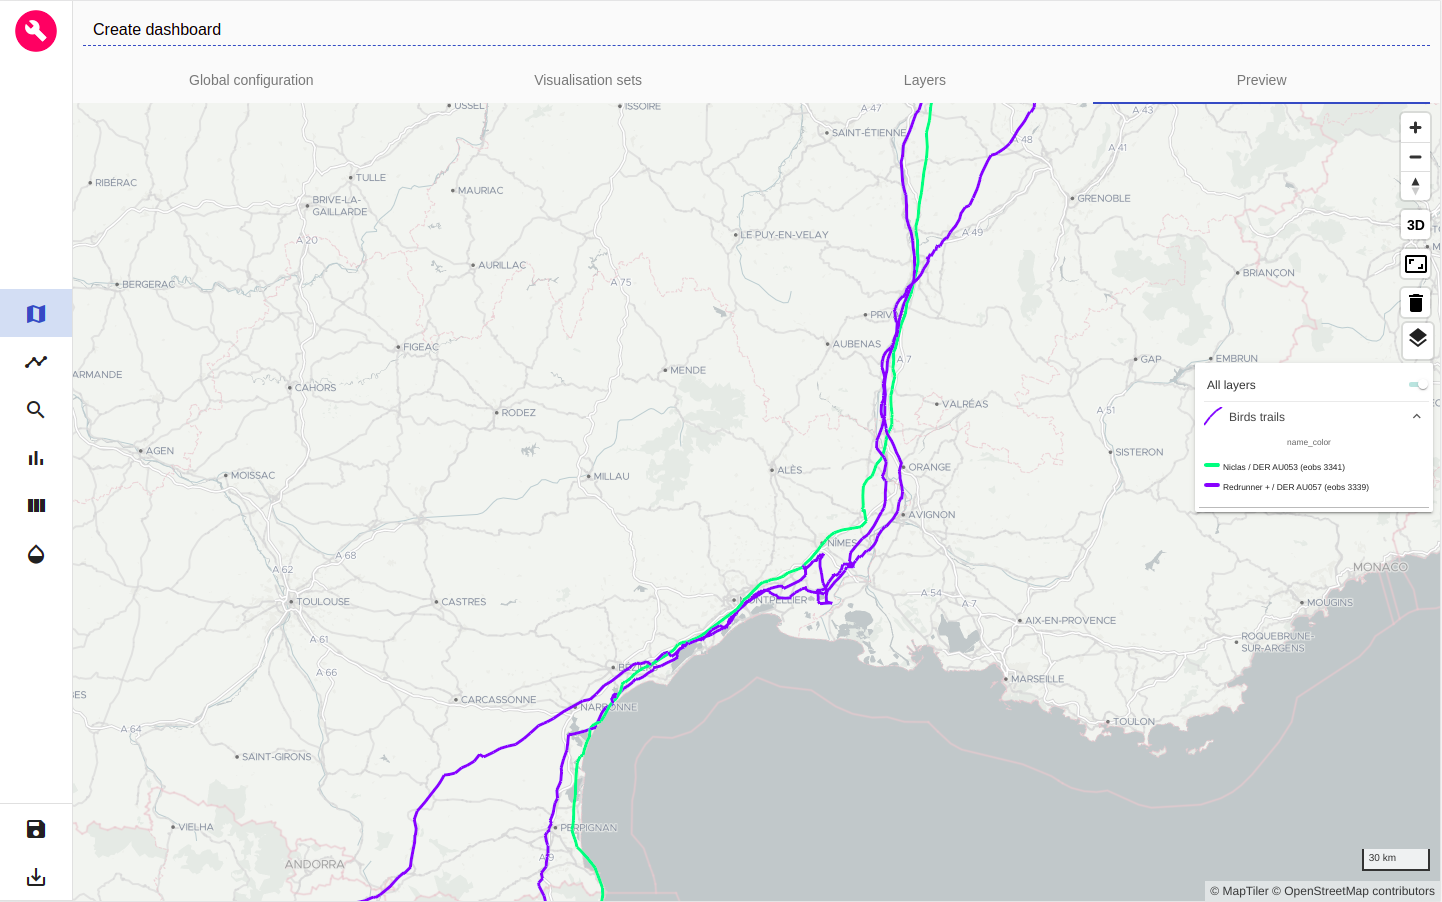 Create dashboard
Global configuration
Visualisation sets
Layers
Preview
USSEL
ISSOIRE
A 47
A 43
SAINT-ÉTIENNE
A 48
A 41
TULLE
RIBÉRAC
MAURIAC
BRIVE-LA-
GAILLARDE
GRENOBLE
3D
A 20
LE PUY-EN-VELAY
A 49
AURILLAC
BRIANÇON
BERGERAC
A 75
PRIV
AUBENAS
FIGEAC
A 7
GAP
EMBRUN
ARMANDE
MENDE
CAHORS
All layers
RODEZ
VALRÉAS
A 51
Birds trails
name_color
AGEN
SISTERON
MOISSAC
MILLAU
ALÈS
ORANGE
Niclas / DER AU053 (eobs 3341)
Redrunner + / DER AU057 (eobs 3339)
AVIGNON
NÎMES
A 68
A 62
MONACO
TOULOUSE
CASTRES
MONTPELLIER
A 54
A-7
MOUGINS
AIX-EN-PROVENCE
A 61
ROQUEBRUNE-
SUR-ARGENS
BÉZIERS
A 66
MARSEILLE
BES
CARCASSONNE
NARBONNE
TOULON
A 64
SAINT-GIRONS
VIELHA
PERPIGNAN
A 9
ANDORRA
30 km
© MapTiler © OpenStreetMap contributors